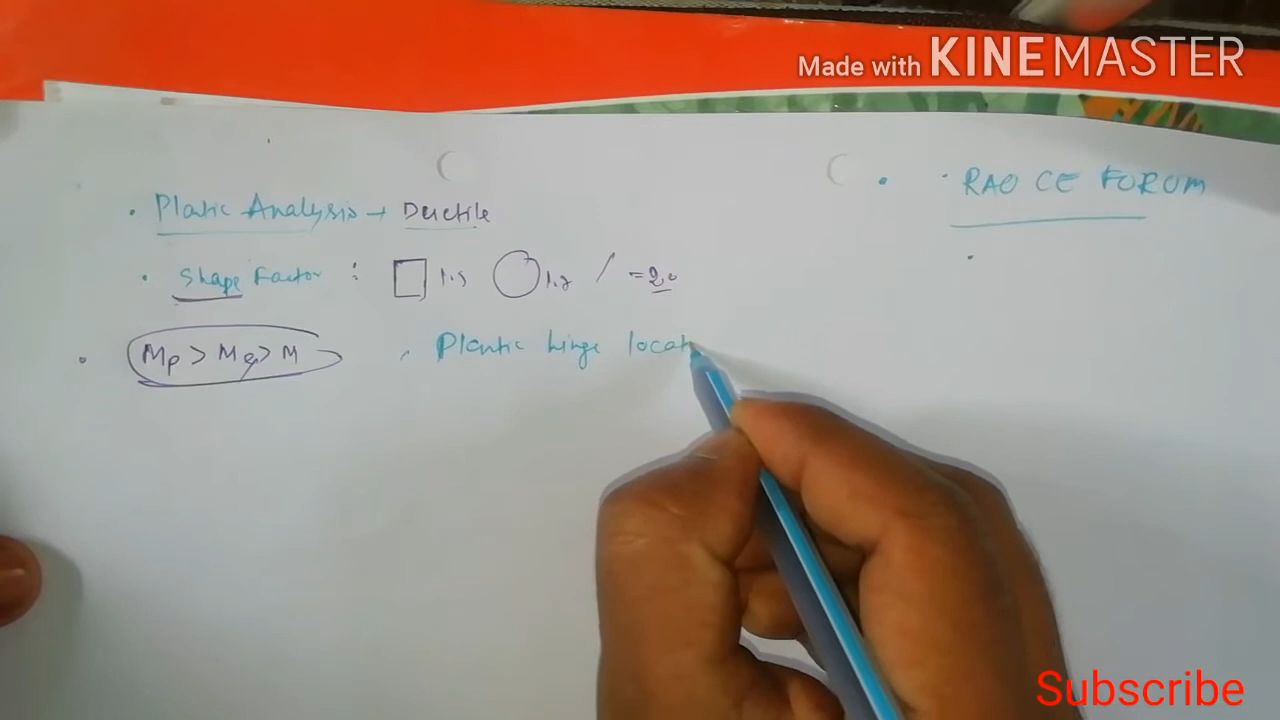 Made with KINEMASTER
RAO CE FORUM
Plastic Analysis → Ductile
Shape Factor : 1.5 1.7 / = 2.0
Mp > Me > M
Plastic hinge locat
Subscribe